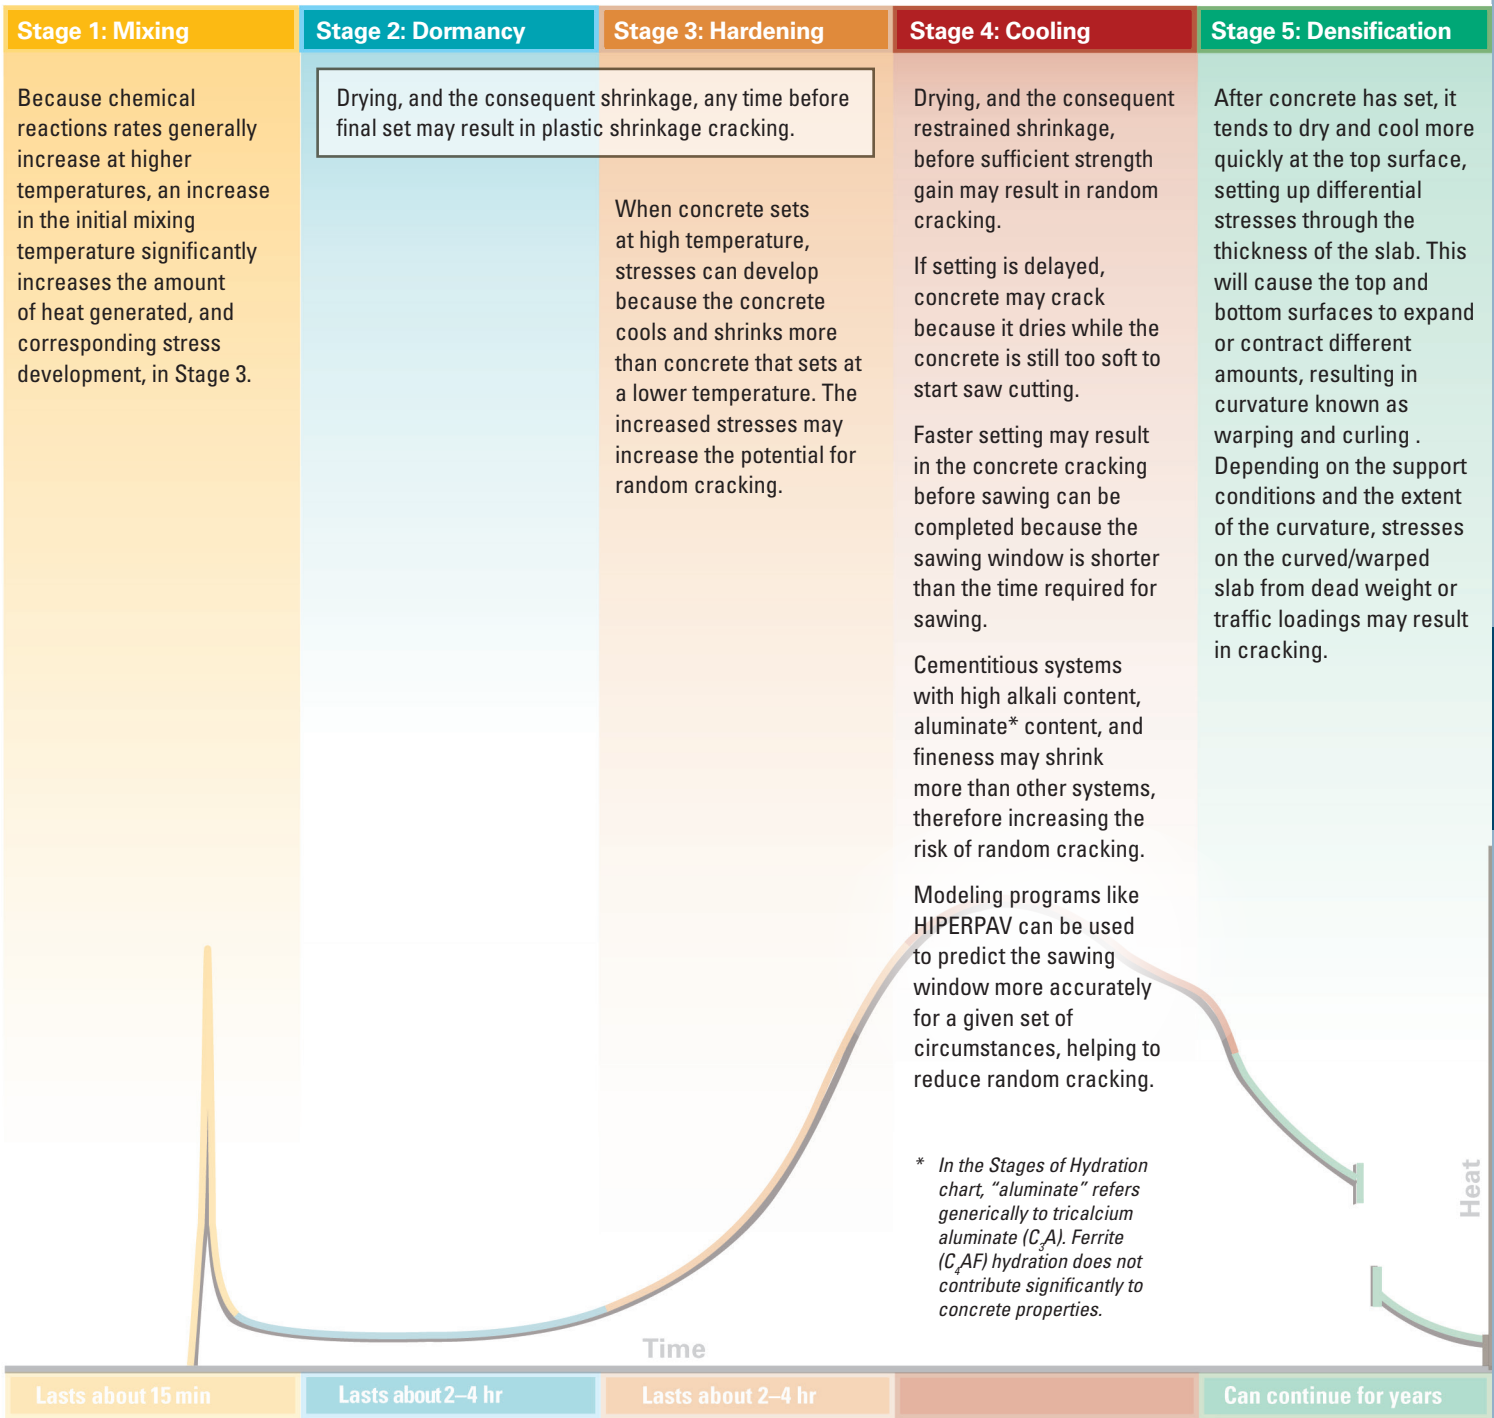 Stage 1: Mixing
Because chemical
reactions rates generally
increase at higher
temperatures, an increase
in the initial mixing
temperature significantly
increases the amount
of heat generated, and
corresponding stress
development, in Stage 3.
Stage 2: Dormancy
Stage 3: Hardening
Drying, and the consequent shrinkage, any time before
final set may result in plastic shrinkage cracking.
When concrete sets
at high temperature,
stresses can develop
because the concrete
cools and shrinks more
than concrete that sets at
a lower temperature. The
increased stresses may
increase the potential for
random cracking.
Stage 4: Cooling
Drying, and the consequent
restrained shrinkage,
before sufficient strength
gain may result in random
cracking.
If setting is delayed,
concrete may crack
because it dries while the
concrete is still too soft to
start saw cutting.
Faster setting may result
in the concrete cracking
before sawing can be
completed because the
sawing window is shorter
than the time required for
sawing.
Cementitious systems
with high alkali content,
aluminate* content, and
fineness may shrink
more than other systems,
therefore increasing the
risk of random cracking.
Modeling programs like
HIPERPAV can be used
to predict the sawing
window more accurately
for a given set of
circumstances, helping to
reduce random cracking.
* In the Stages of Hydration
chart, “aluminate” refers
generically to tricalcium
aluminate (C₃A). Ferrite
(C₄AF) hydration does not
contribute significantly to
concrete properties.
Stage 5: Densification
After concrete has set, it
tends to dry and cool more
quickly at the top surface,
setting up differential
stresses through the
thickness of the slab. This
will cause the top and
bottom surfaces to expand
or contract different
amounts, resulting in
curvature known as
warping and curling .
Depending on the support
conditions and the extent
of the curvature, stresses
on the curved/warped
slab from dead weight or
traffic loadings may result
in cracking.
Heat
Time
Lasts about 15 min
Lasts about 2–4 hr
Lasts about 2–4 hr
Can continue for years